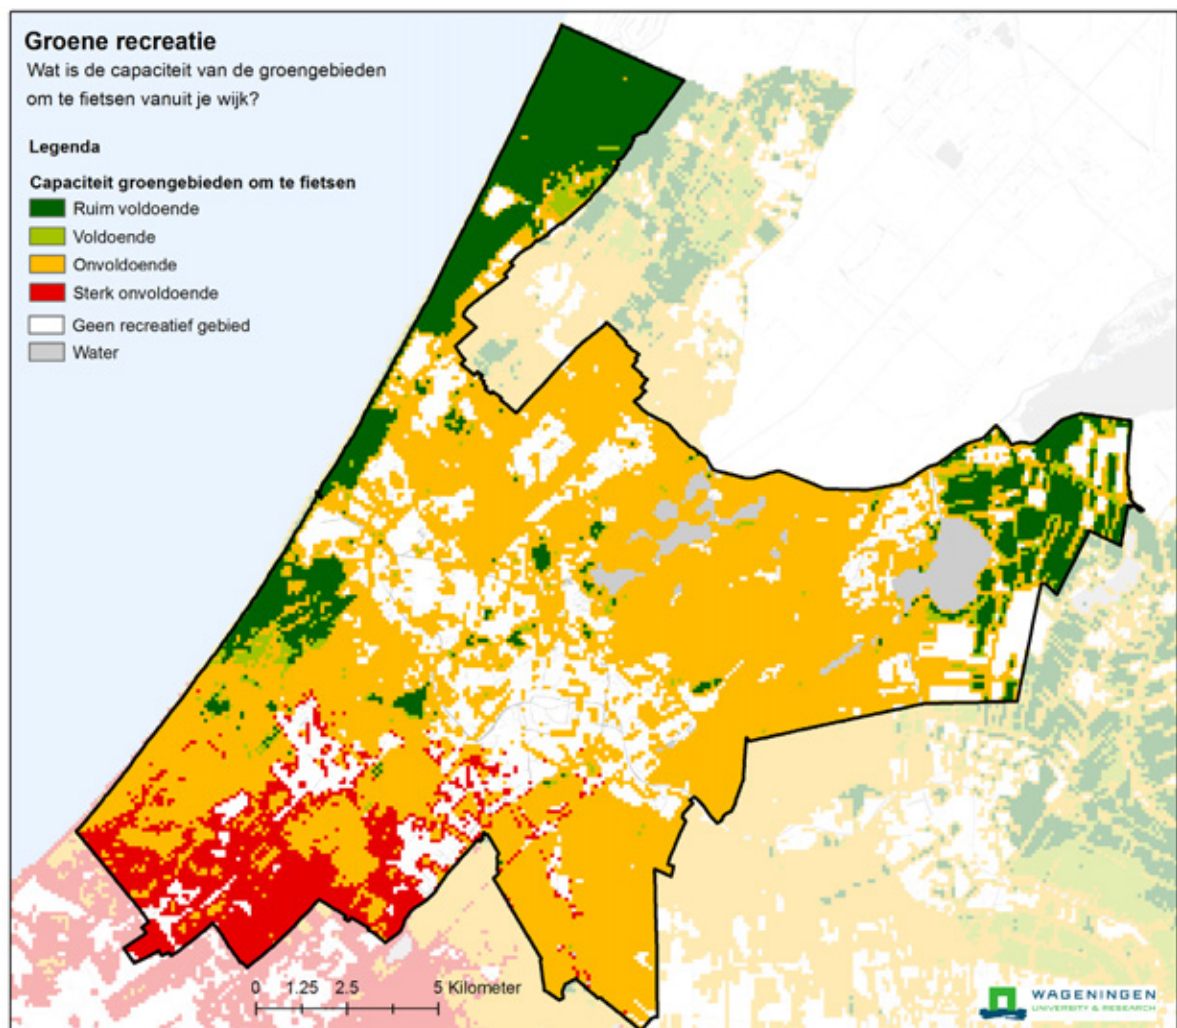 Groene recreatie
Wat is de capaciteit van de groengebieden
om te fietsen vanuit je wijk?
Legenda
Capaciteit groengebieden om te fietsen
Ruim voldoende
Voldoende
Onvoldoende
Sterk onvoldoende
Geen recreatief gebied
Water
0 1.25 2.5 5 Kilometer
WAGENINGEN
UNIVERSITY & RESEARCH